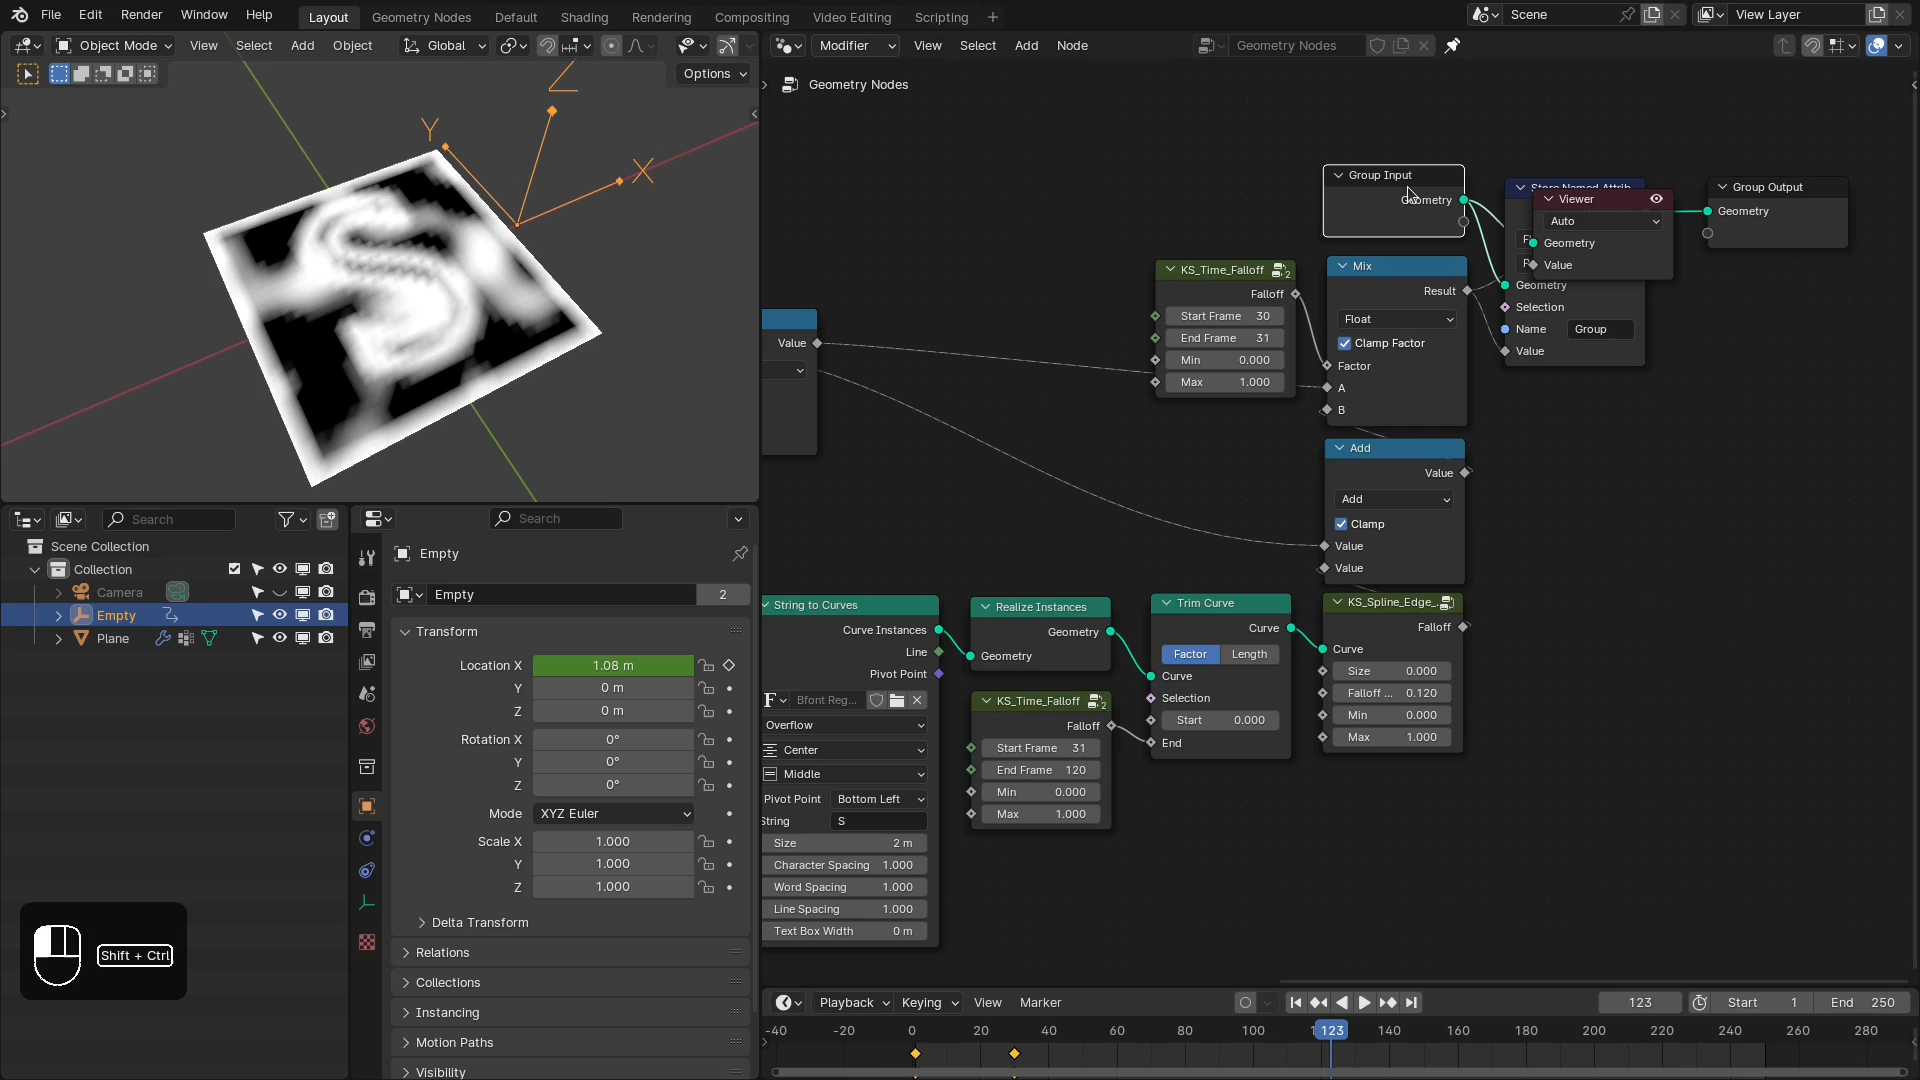 File Edit Render Window Help Layout Geometry Nodes Default Shading Rendering Compositing Video Editing Scripting + Scene View Layer
Object Mode View Select Add Object Global
Options
Z
Y
X
Modifier View Select Add Node Geometry Nodes
Geometry Nodes
Group Input
Geometry
Viewer
Auto
Geometry
Value
Group Output
Geometry
Geometry
Selection
Name Group
Value
KS_Time_Falloff 2
Falloff
Start Frame 30
End Frame 31
Min 0.000
Max 1.000
Mix
Result
Float
Clamp Factor
Factor
A
B
Value
Add
Value
Add
Clamp
Value
Value
String to Curves
Curve Instances
Line
Pivot Point
Bfont Reg...
Overflow
Center
Middle
Pivot Point Bottom Left
String S
Size 2 m
Character Spacing 1.000
Word Spacing 1.000
Line Spacing 1.000
Text Box Width 0 m
Realize Instances
Geometry
Geometry
KS_Time_Falloff 2
Falloff
Start Frame 31
End Frame 120
Min 0.000
Max 1.000
Trim Curve
Curve
Factor Length
Curve
Selection
Start 0.000
End
KS_Spline_Edge_...
Falloff
Curve
Size 0.000
Falloff ... 0.120
Min 0.000
Max 1.000
Search
Scene Collection
Collection
Camera
Empty
Plane
Shift + Ctrl
Search
Empty
Empty 2
Transform
Location X 1.08 m
Y 0 m
Z 0 m
Rotation X 0°
Y 0°
Z 0°
Mode XYZ Euler
Scale X 1.000
Y 1.000
Z 1.000
Delta Transform
Relations
Collections
Instancing
Motion Paths
Visibility
Playback Keying View Marker 123 Start 1 End 250
-40 -20 0 20 40 60 80 100 123 140 160 180 200 220 240 260 280